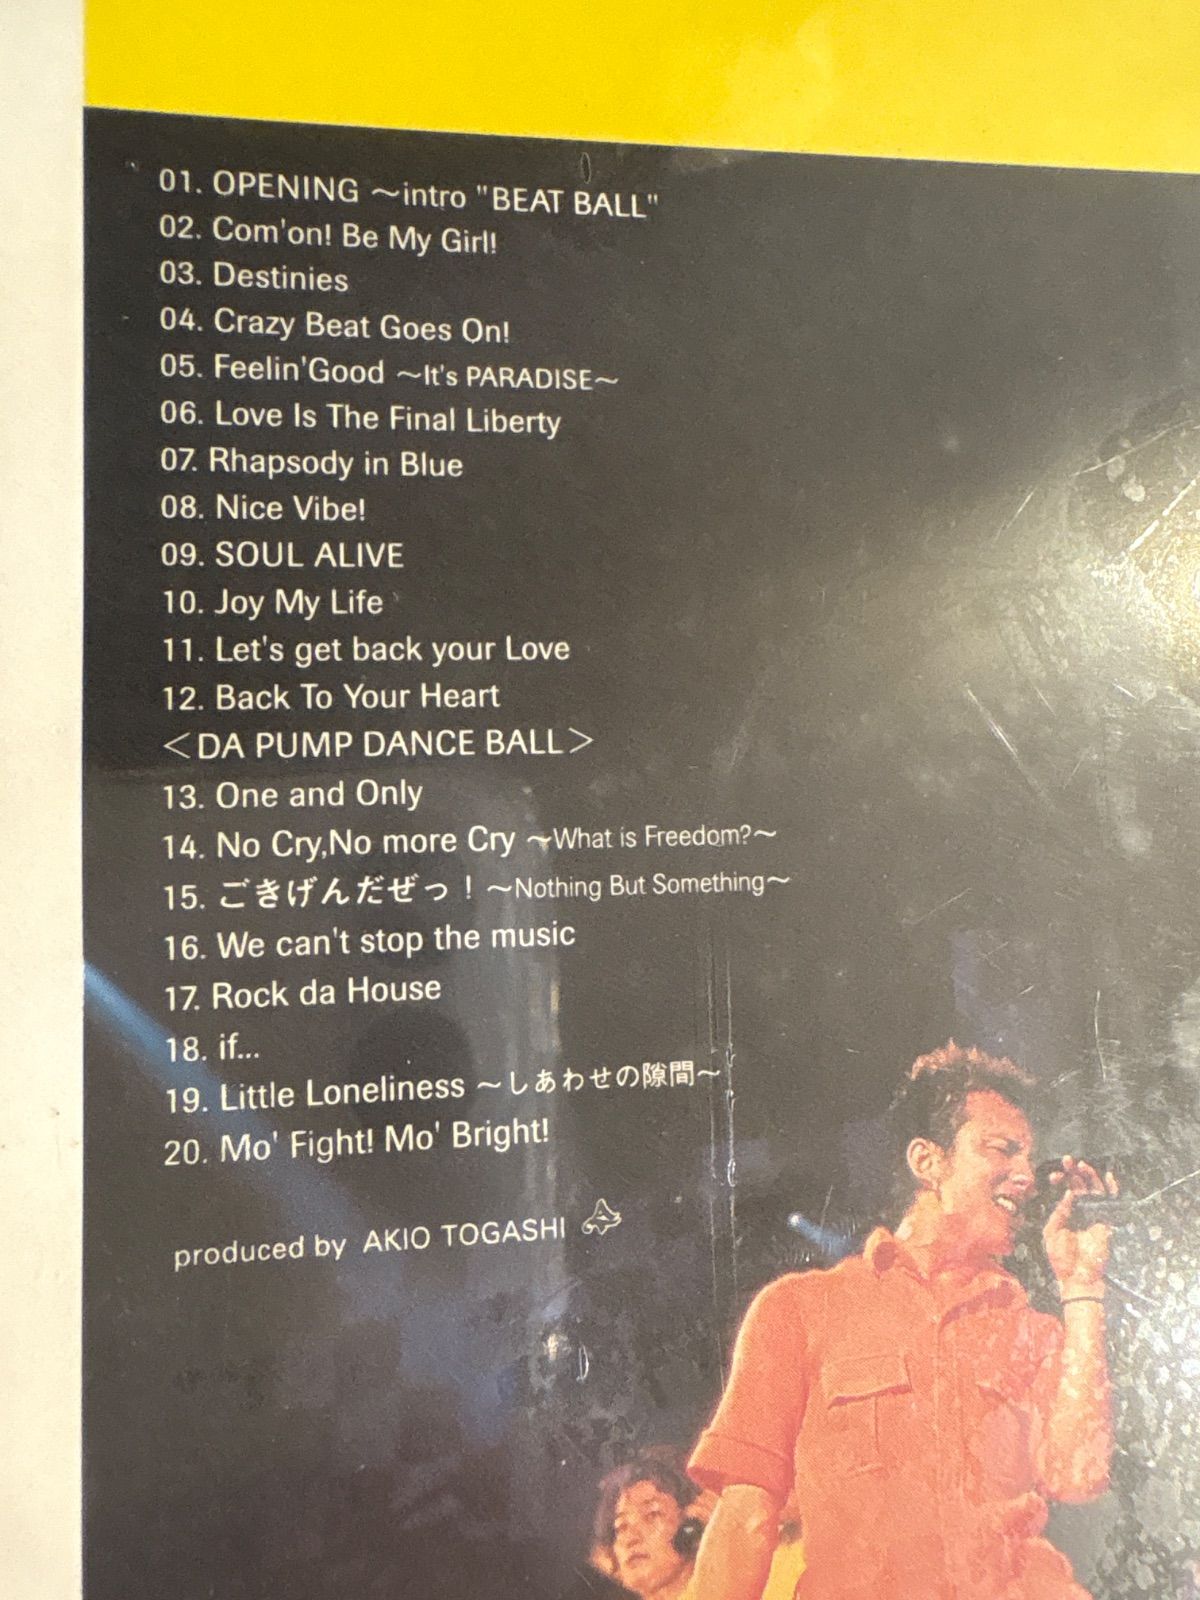 01. OPENING ～intro "BEAT BALL"
02. Com'on! Be My Girl!
03. Destinies
04. Crazy Beat Goes On!
05. Feelin'Good ～It's PARADISE～
06. Love Is The Final Liberty
07. Rhapsody in Blue
08. Nice Vibe!
09. SOUL ALIVE
10. Joy My Life
11. Let's get back your Love
12. Back To Your Heart
＜DA PUMP DANCE BALL＞
13. One and Only
14. No Cry,No more Cry ～What is Freedom?～
15. ごきげんだぜっ！ ～Nothing But Something～
16. We can't stop the music
17. Rock da House
18. if...
19. Little Loneliness ～しあわせの隙間～
20. Mo' Fight! Mo' Bright!
produced by AKIO TOGASHI